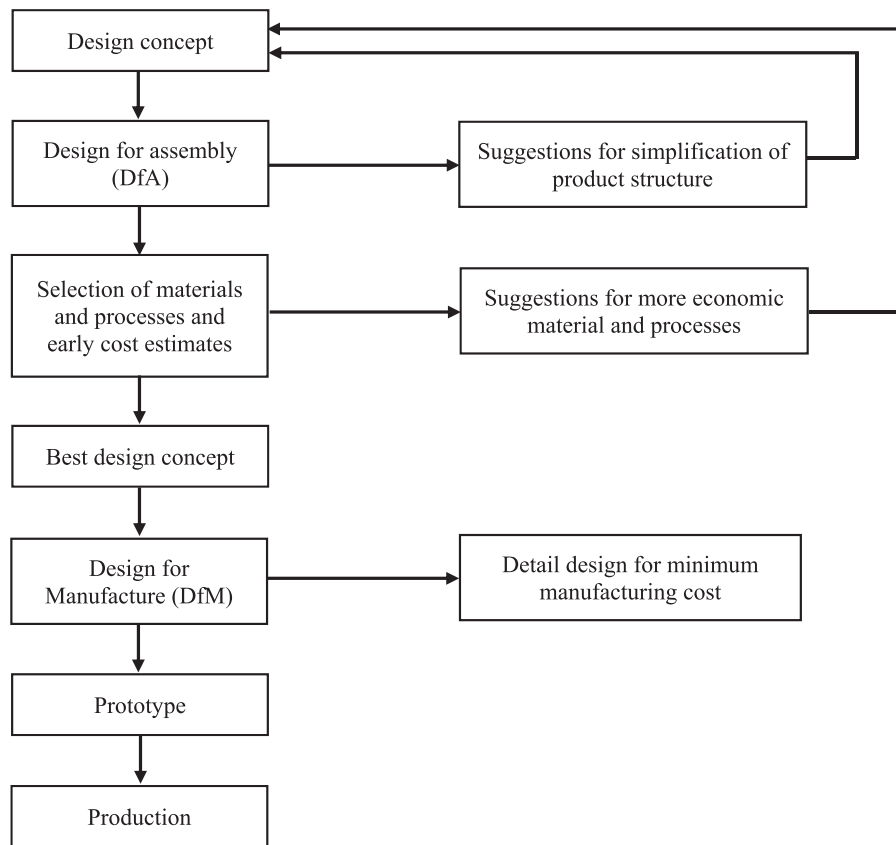 Design concept
Design for assembly
(DfA)
Suggestions for simplification of
product structure
Selection of materials
and processes and
early cost estimates
Suggestions for more economic
material and processes
Best design concept
Design for
Manufacture (DfM)
Detail design for minimum
manufacturing cost
Prototype
Production